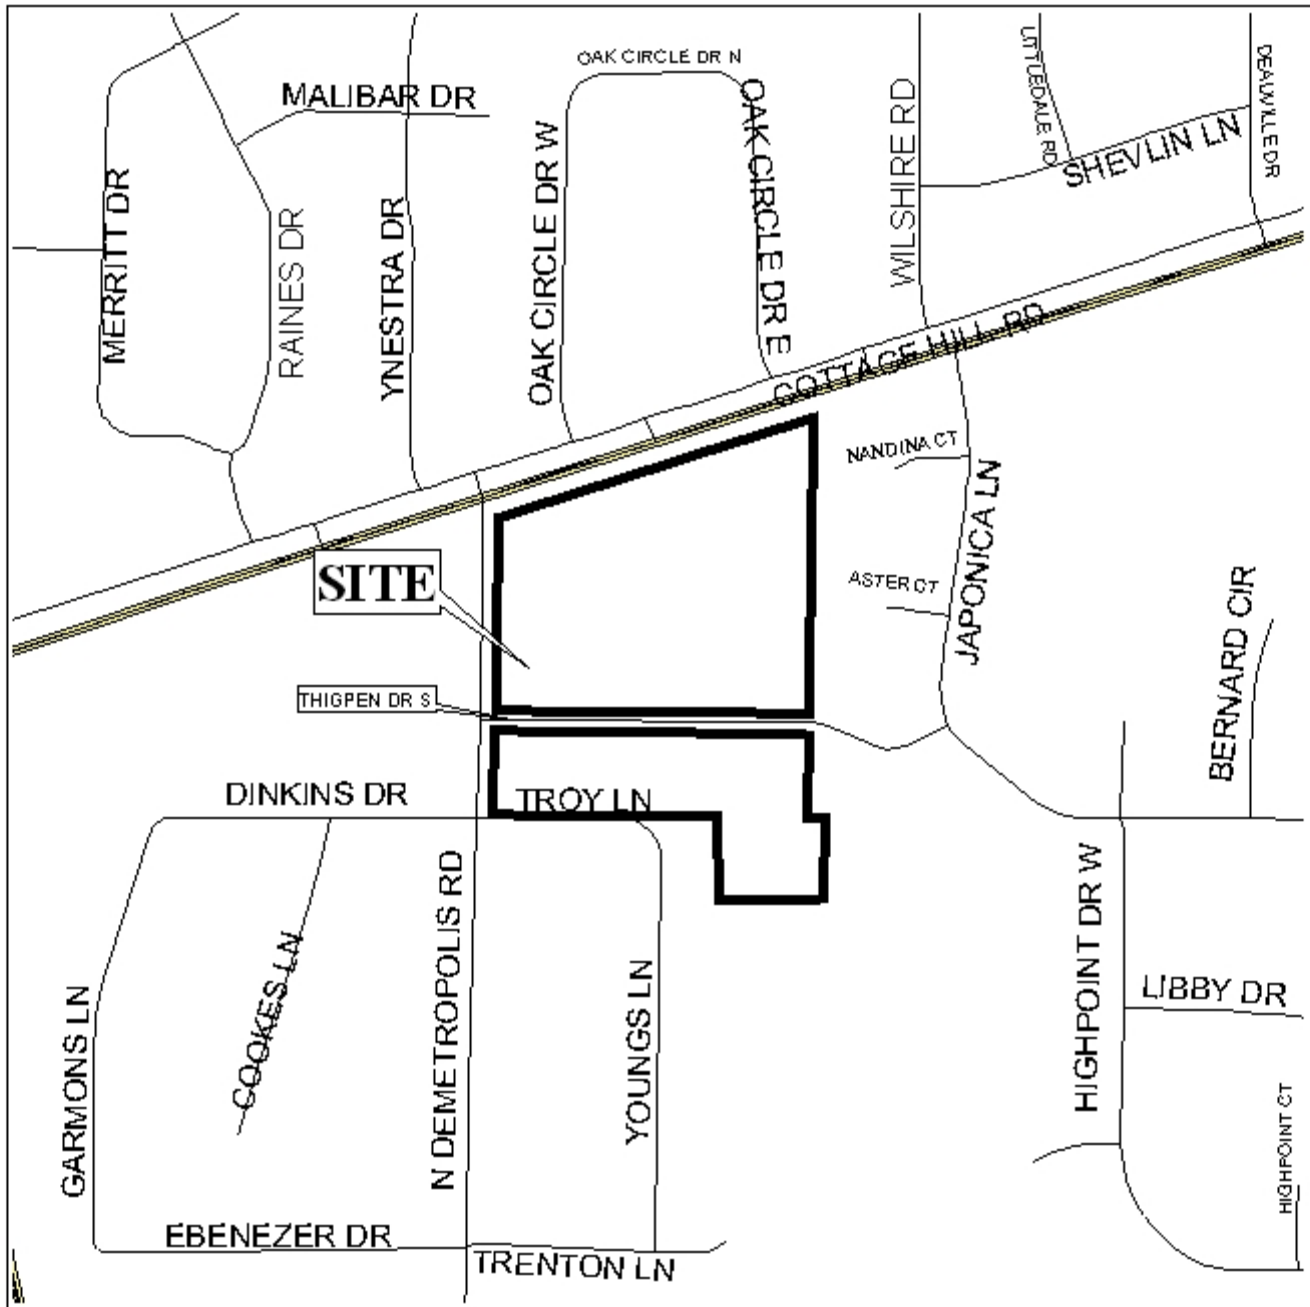 OAK CIRCLE DR N
MALIBAR DR
LITTLEDALE RD
DEAUVILLE DR
SHEVLIN LN
WILSHIRE RD
OAK CIRCLE DR E
OAK CIRCLE DR W
MERRITT DR
RAINES DR
YNESTRA DR
COTTAGE HILL RD
NANDINA CT
JAPONICA LN
SITE
ASTER CT
BERNARD CIR
THIGPEN DR S
DINKINS DR
TROY LN
N DEMETROPOLIS RD
HIGHPOINT DR W
COOKES LN
YOUNGS LN
LIBBY DR
GARMONS LN
HIGHPOINT CT
EBENEZER DR
TRENTON LN